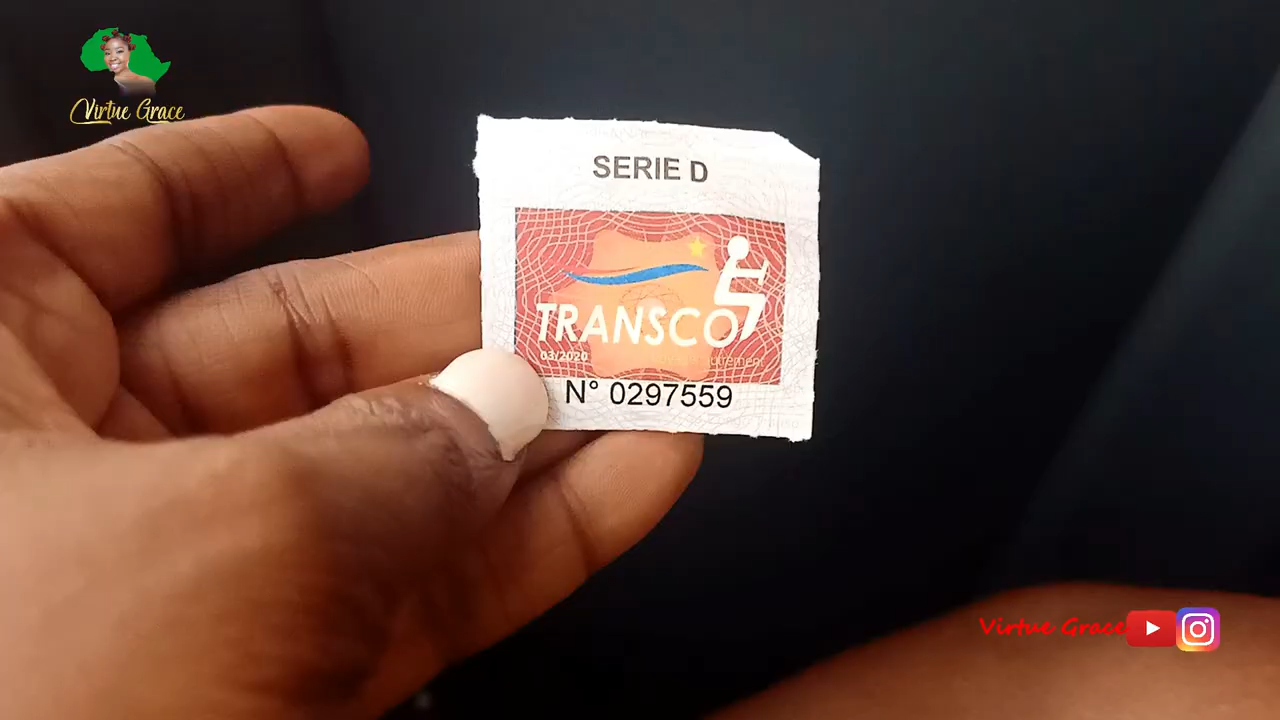 Virtue Grace
SERIE D
TRANSCO
03/2020
N° 0297559
Virtue Grace